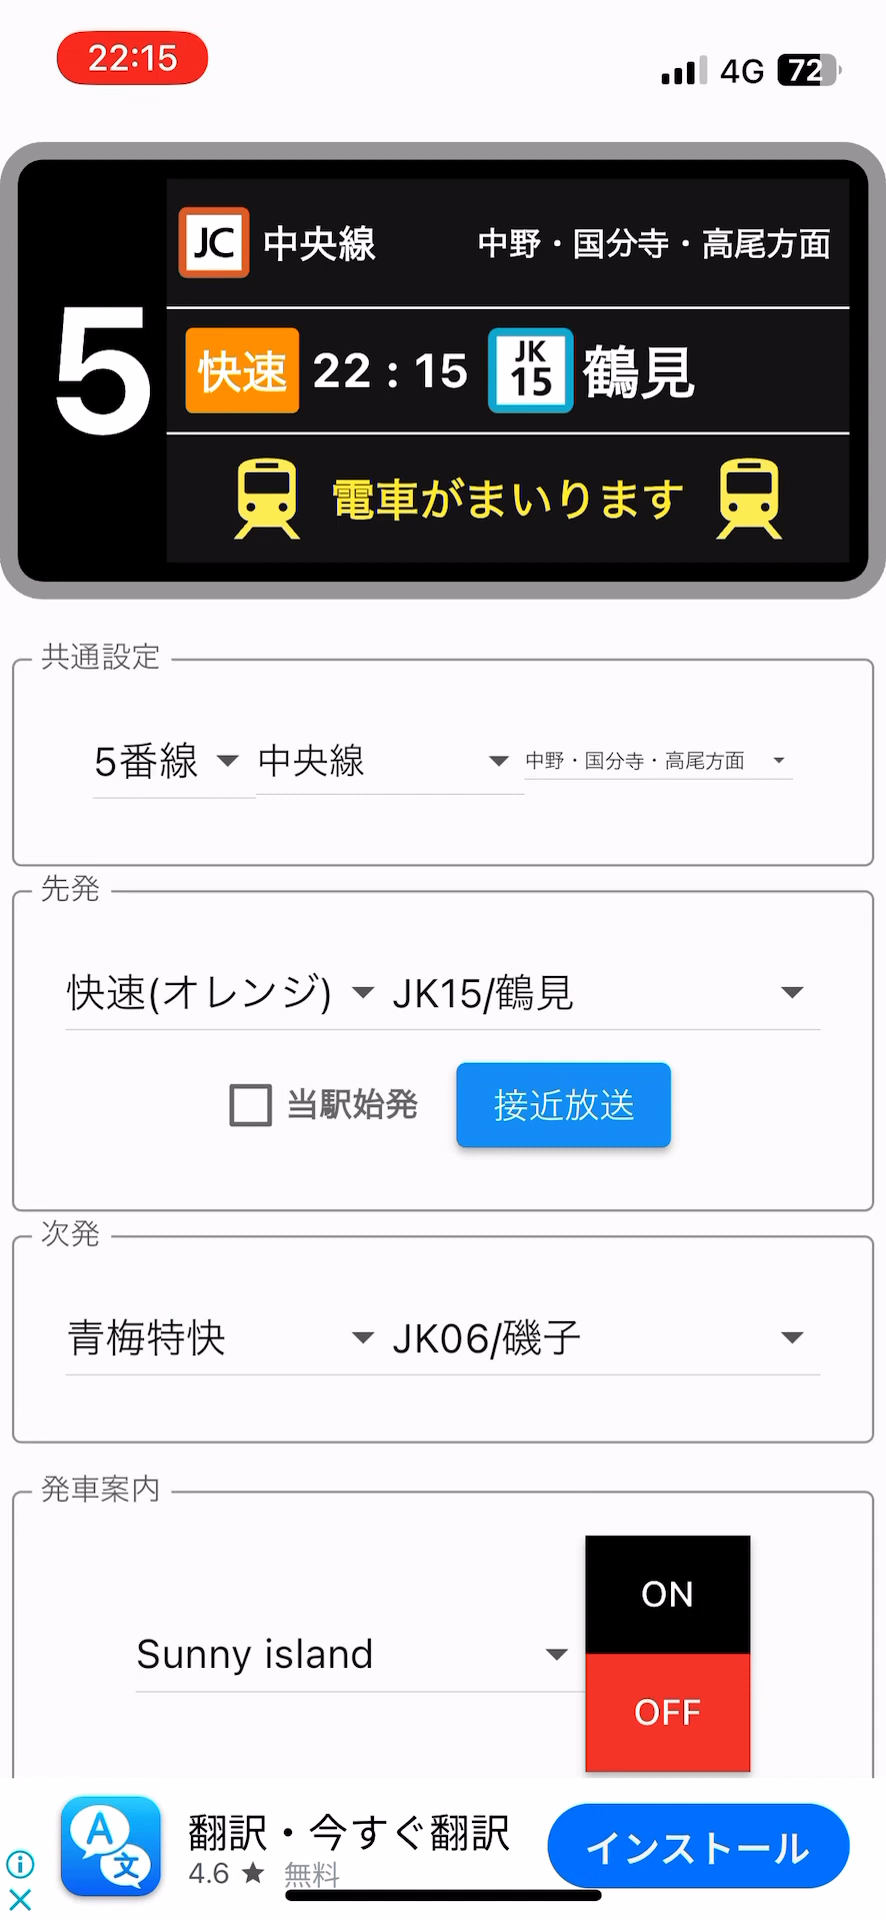 22:15 4G 72
JC 中央線 中野・国分寺・高尾方面
5
快速 22:15 JK 15 鶴見
電車がまいります
共通設定
5番線 中央線 中野・国分寺・高尾方面
先発
快速(オレンジ) JK15/鶴見
当駅始発 接近放送
次発
青梅特快 JK06/磯子
発車案内
ON
Sunny island
OFF
A 文 翻訳・今すぐ翻訳 インストール
4.6 ★ 無料